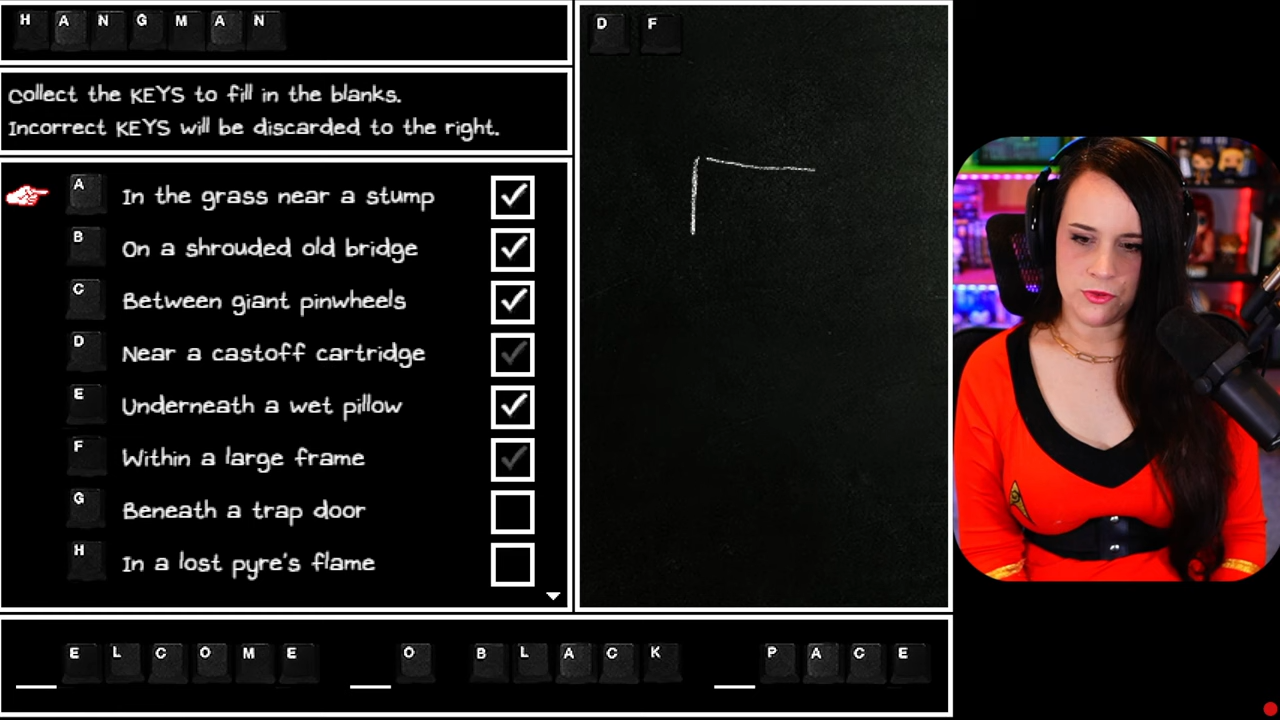 H A N G M A N
Collect the KEYS to fill in the blanks.
Incorrect KEYS will be discarded to the right.
A In the grass near a stump
B On a shrouded old bridge
C Between giant pinwheels
D Near a castoff cartridge
E Underneath a wet pillow
F Within a large frame
G Beneath a trap door
H In a lost pyre's flame
D F
_ E L C O M E _ O B L A C K _ P A C E